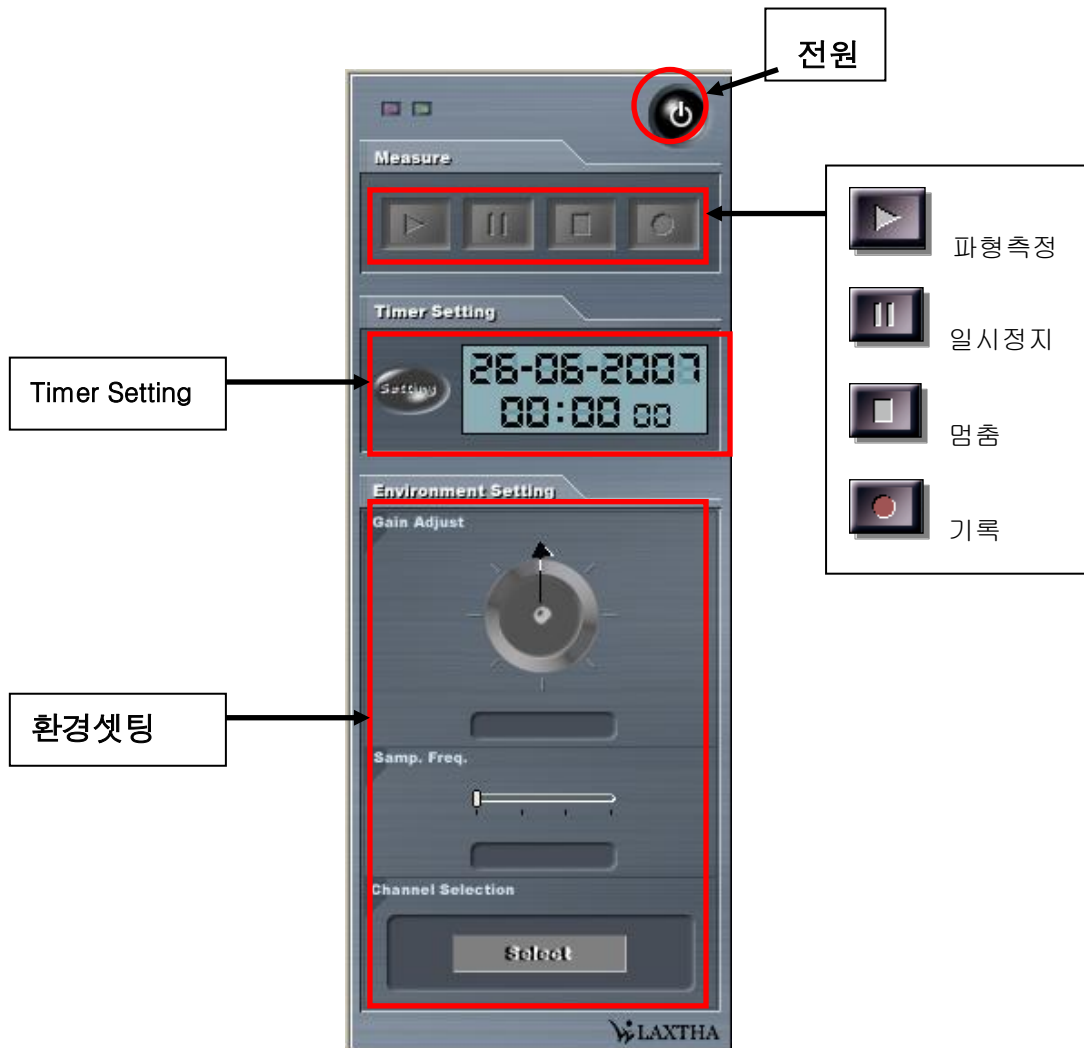 전원
Measure
파형측정
일시정지
멈춤
기록
Timer Setting
Timer Setting
Setting
26-06-2007
00:00 00
Environment Setting
Gain Adjust
환경셋팅
Samp. Freq.
Channel Selection
Select
LAXTHA